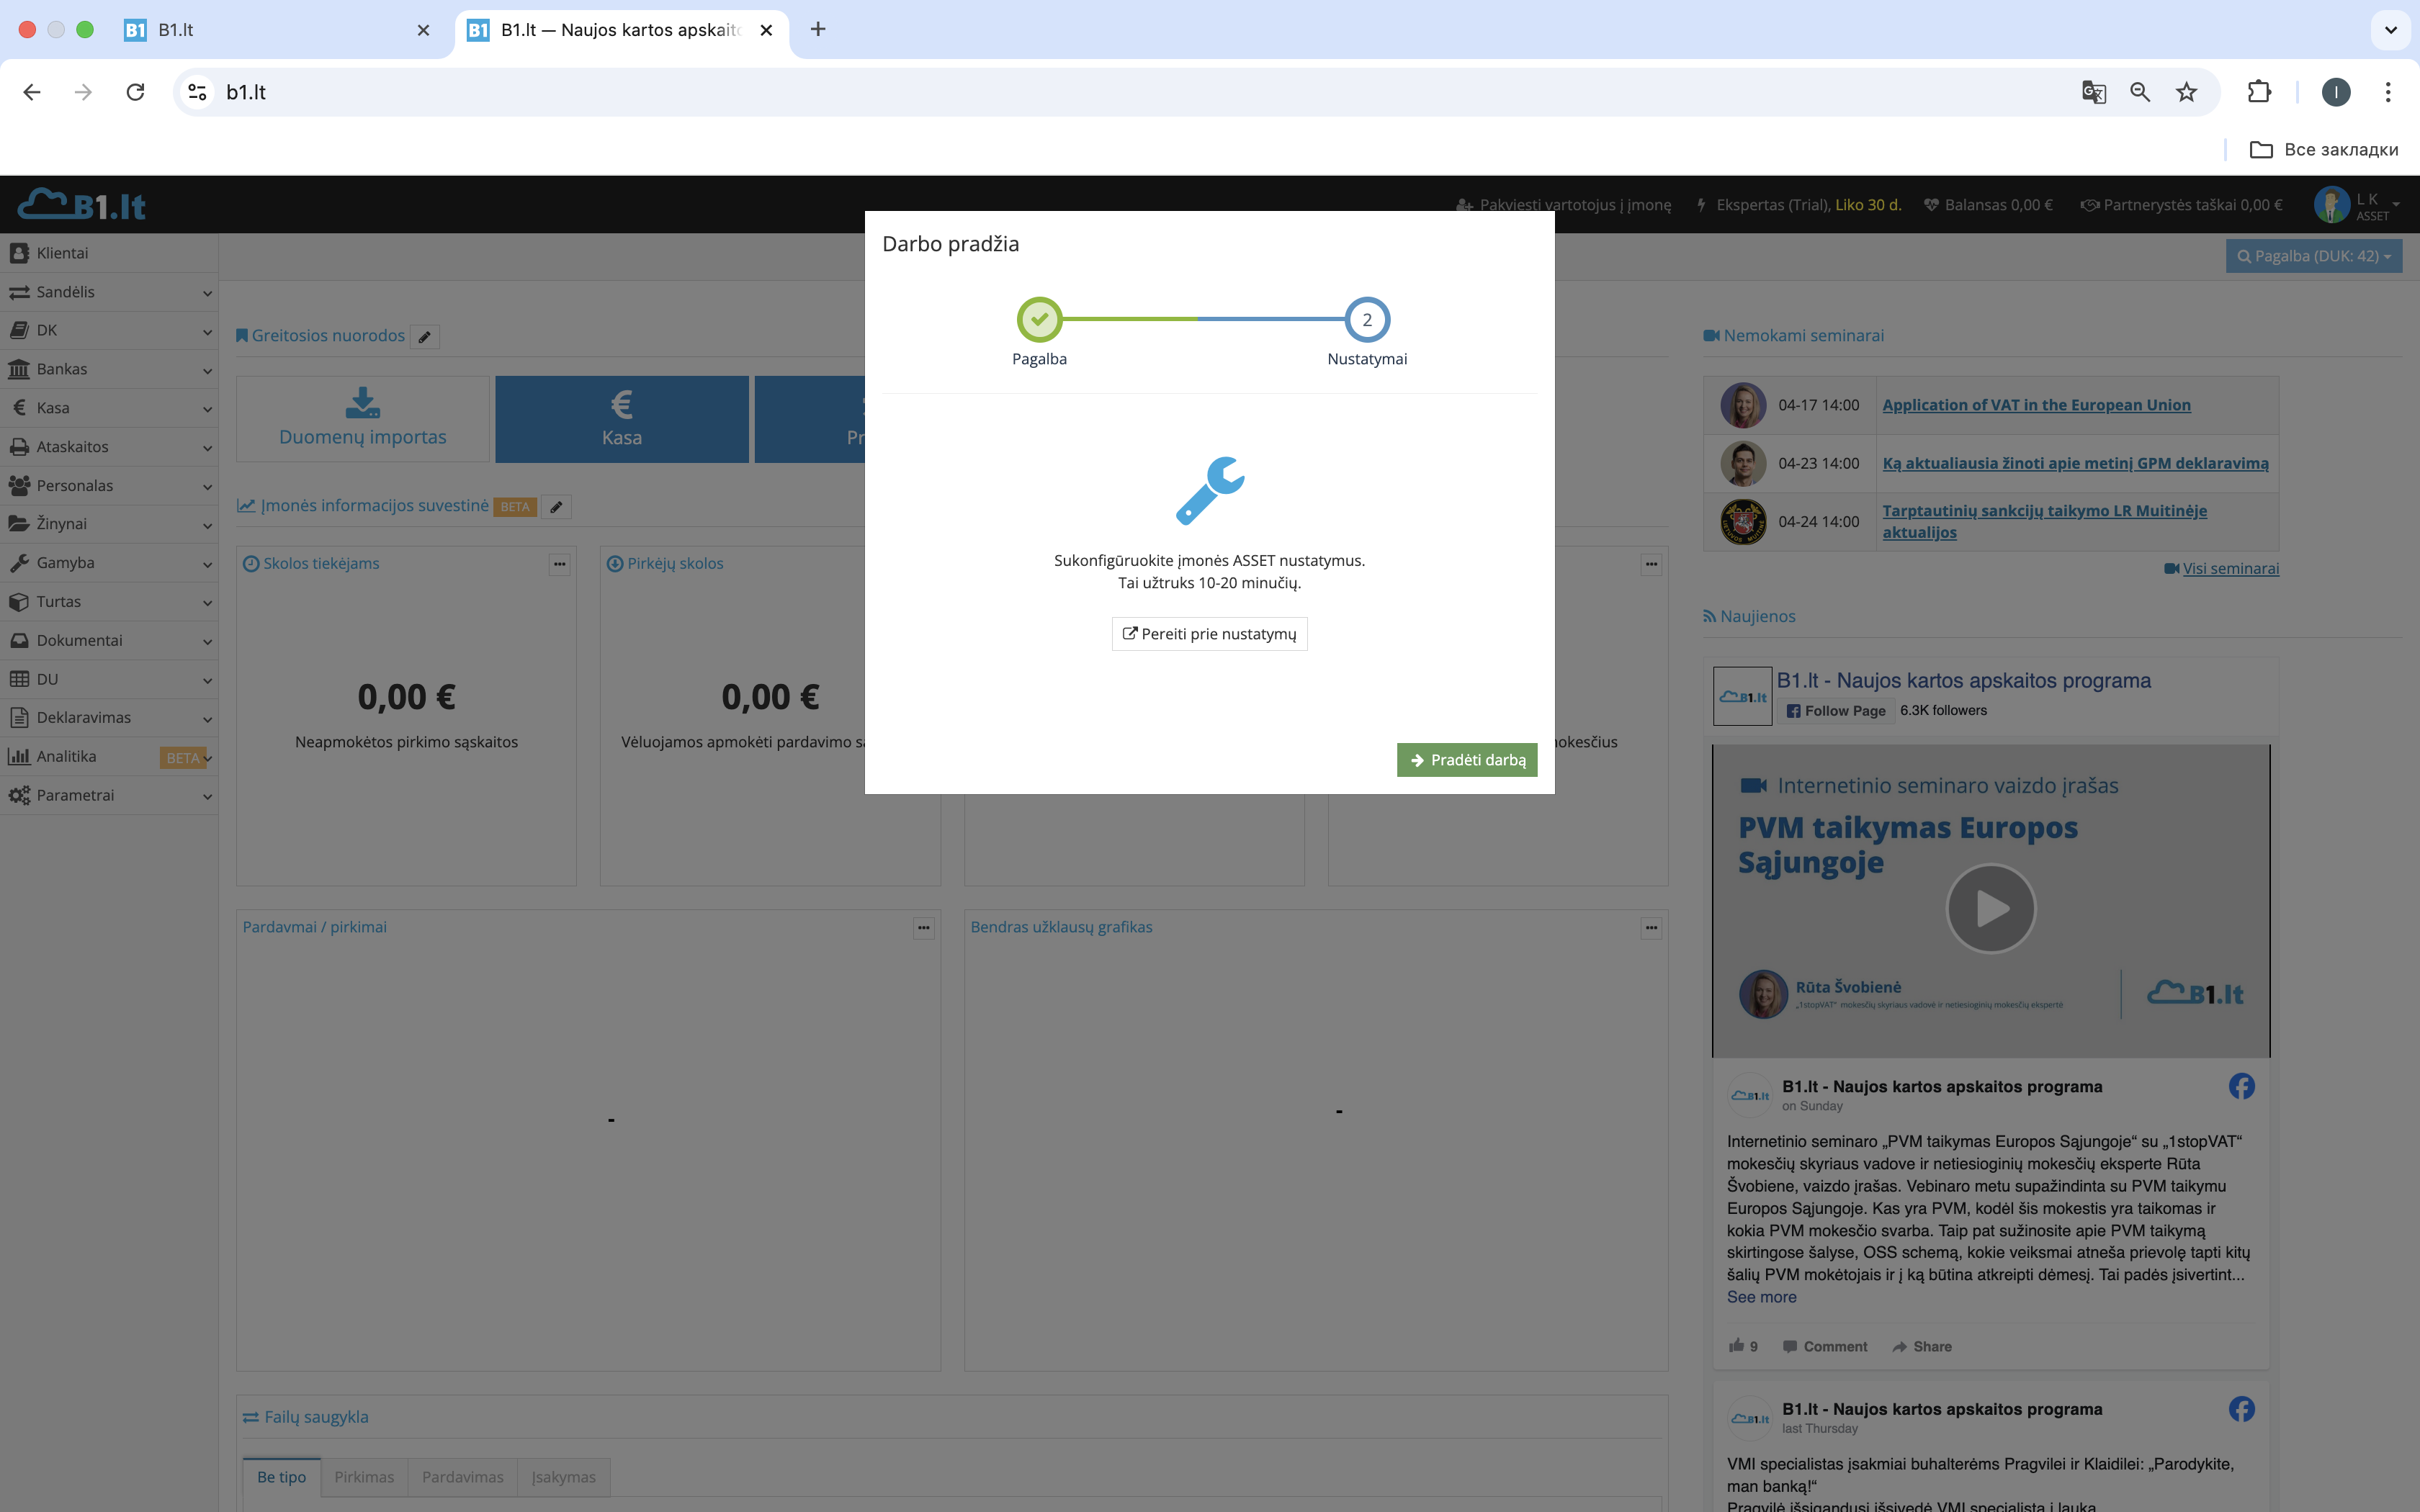 B1.lt
B1.lt — Naujos kartos apskaito
b1.lt
Все закладки
B1.lt
Pakviesti vartotojus į įmonę
Ekspertas (Trial), Liko 30 d.
Balansas 0,00 €
Partnerystės taškai 0,00 €
L K
ASSET
Pagalba (DUK: 42)
Klientai
Sandėlis
DK
Bankas
Kasa
Ataskaitos
Personalas
Žinynai
Gamyba
Turtas
Dokumentai
DU
Deklaravimas
Analitika BETA
Parametrai
Greitosios nuorodos
Duomenų importas
€
Kasa
Pr
Įmonės informacijos suvestinė BETA
Skolos tiekėjams
0,00 €
Neapmokėtos pirkimo sąskaitos
Pirkėjų skolos
0,00 €
Vėluojamos apmokėti pardavimo są
okesčius
Pardavmai / pirkimai
-
Bendras užklausų grafikas
-
Failų saugykla
Be tipo
Pirkimas
Pardavimas
Įsakymas
Darbo pradžia
2
Pagalba
Nustatymai
Sukonfigūruokite įmonės ASSET nustatymus.
Tai užtruks 10-20 minučių.
Pereiti prie nustatymų
Pradėti darbą
Nemokami seminarai
04-17 14:00 Application of VAT in the European Union
04-23 14:00 Ką aktualiausia žinoti apie metinį GPM deklaravimą
04-24 14:00 Tarptautinių sankcijų taikymo LR Muitinėje
aktualijos
Visi seminarai
Naujienos
B1.lt
B1.lt - Naujos kartos apskaitos programa
Follow Page 6.3K followers
Internetinio seminaro vaizdo įrašas
PVM taikymas Europos
Sąjungoje
Rūta Švobienė
„1stopVAT“ mokesčių skyriaus vadovė ir netiesioginių mokesčių ekspertė
B1.lt
B1.lt
B1.lt - Naujos kartos apskaitos programa
on Sunday
Internetinio seminaro „PVM taikymas Europos Sąjungoje“ su „1stopVAT“
mokesčių skyriaus vadove ir netiesioginių mokesčių eksperte Rūta
Švobiene, vaizdo įrašas. Vebinaro metu supažindinta su PVM taikymu
Europos Sąjungoje. Kas yra PVM, kodėl šis mokestis yra taikomas ir
kokia PVM mokesčio svarba. Taip pat sužinosite apie PVM taikymą
skirtingose šalyse, OSS schemą, kokie veiksmai atneša prievolę tapti kitų
šalių PVM mokėtojais ir į ką būtina atkreipti dėmesį. Tai padės įsivertint...
See more
9 Comment Share
B1.lt
B1.lt - Naujos kartos apskaitos programa
last Thursday
VMI specialistas įsakmiai buhalterėms Pragvilei ir Klaidilei: „Parodykite,
man banką!“
Pragvilė išsigandusi išsivedė VMI specialistą į lauką